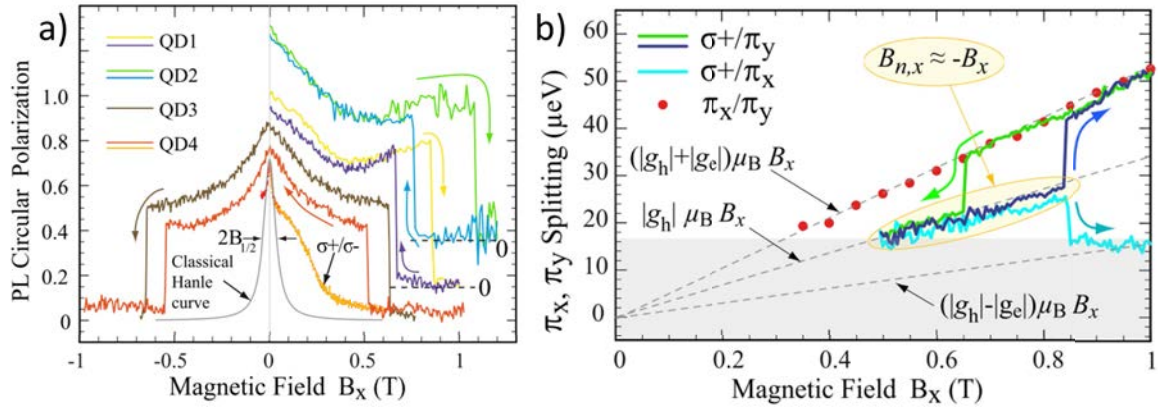 a)
PL Circular Polarization
1.0
0.8
0.6
0.4
0.2
0
QD1
QD2
QD3
QD4
2B1/2
Classical
Hanle
curve
σ+/σ-
0
0
-1
-0.5
0
0.5
1
Magnetic Field Bx (T)
b)
πx, πy Splitting (μeV)
50
40
30
20
10
0
σ+/πy
σ+/πx
πx/πy
Bn,x ≈ -Bx
(|gh|+|ge|)μB Bx
|gh| μB Bx
(|gh|-|ge|)μB Bx
0
0.2
0.4
0.6
0.8
1.0
Magnetic Field Bx (T)